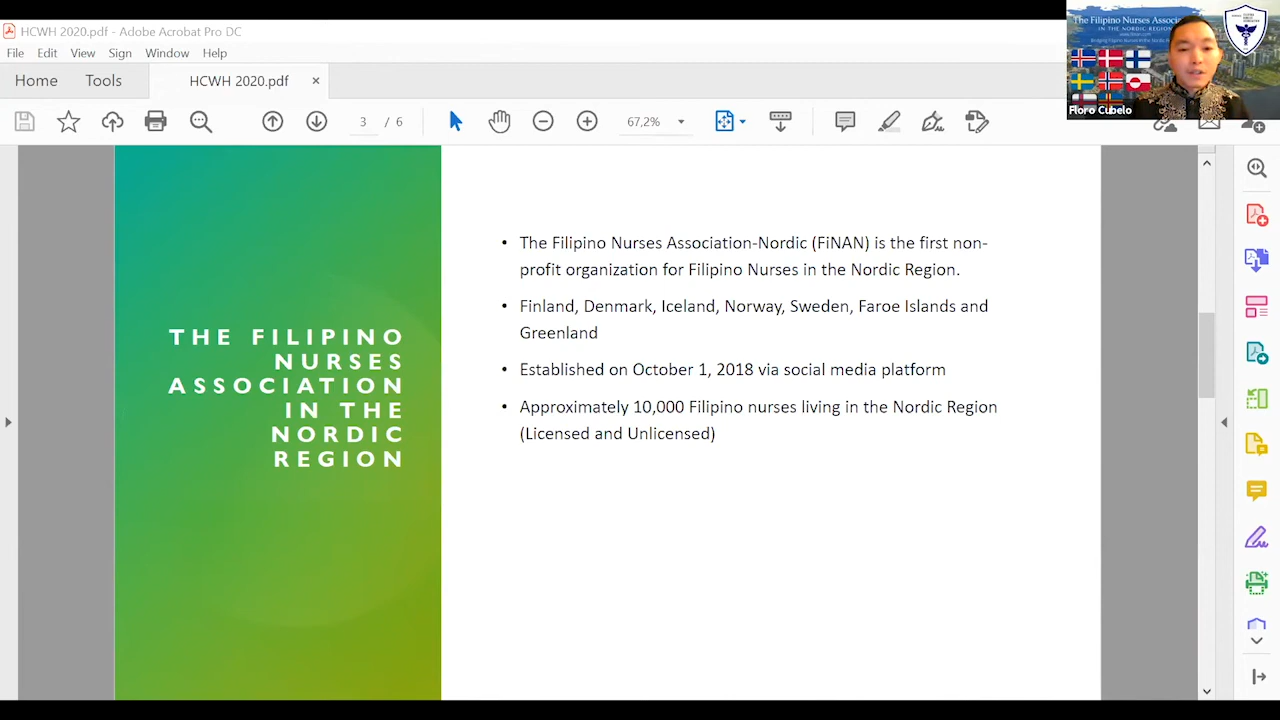 HCWH 2020.pdf - Adobe Acrobat Pro DC
File Edit View Sign Window Help
Home Tools HCWH 2020.pdf ×
3 / 6 67,2%
The Filipino Nurses Associ
IN THE NORDIC REGION
Floro Cubelo
THE FILIPINO
NURSES
ASSOCIATION
IN THE
NORDIC
REGION
• The Filipino Nurses Association-Nordic (FiNAN) is the first non-
profit organization for Filipino Nurses in the Nordic Region.
• Finland, Denmark, Iceland, Norway, Sweden, Faroe Islands and
Greenland
• Established on October 1, 2018 via social media platform
• Approximately 10,000 Filipino nurses living in the Nordic Region
(Licensed and Unlicensed)